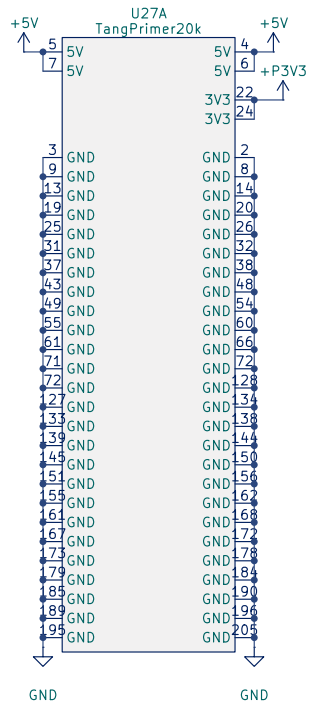 U27A
TangPrimer20k
+5V +5V
5 5V 5V 4
7 5V 5V 6
+P3V3
3V3 22
3V3 24
3 GND GND 2
9 GND GND 8
13 GND GND 14
19 GND GND 20
25 GND GND 26
31 GND GND 32
37 GND GND 38
43 GND GND 48
49 GND GND 54
55 GND GND 60
61 GND GND 66
71 GND GND 72
72 GND GND 128
127 GND GND 134
133 GND GND 138
139 GND GND 144
145 GND GND 150
151 GND GND 156
155 GND GND 162
161 GND GND 168
167 GND GND 172
173 GND GND 178
179 GND GND 184
185 GND GND 190
189 GND GND 196
195 GND GND 205
GND GND